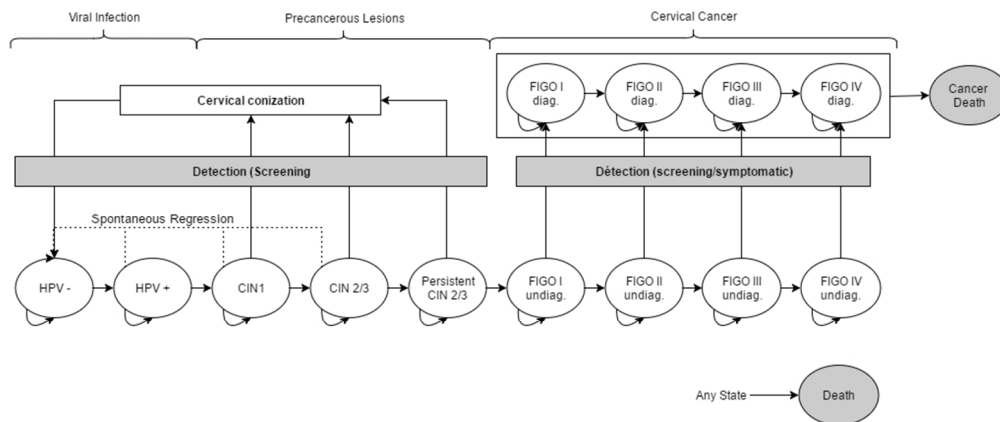 Viral Infection
Precancerous Lesions
Cervical Cancer
FIGO I
diag.
FIGO II
diag.
FIGO III
diag.
FIGO IV
diag.
Cancer
Death
Cervical conization
Detection (Screening
Détection (screening/symptomatic)
Spontaneous Regression
HPV -
HPV +
CIN1
CIN 2/3
Persistent
CIN 2/3
FIGO I
undiag.
FIGO II
undiag.
FIGO III
undiag.
FIGO IV
undiag.
Any State
Death